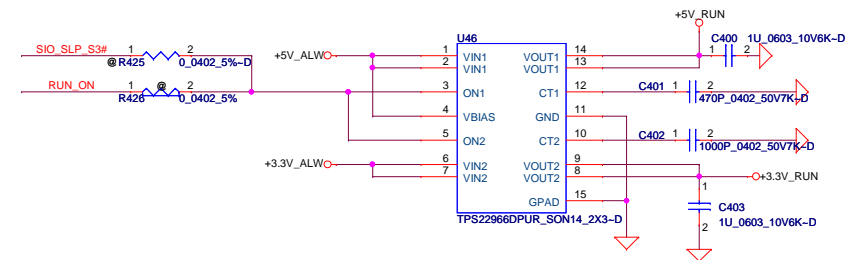 +5V_RUN
U46
C400 1U_0603_10V6K~D
SIO_SLP_S3# 1 2
@ R425 0_0402_5%~D
+5V_ALW
1 VIN1 VOUT1 14
2 VIN1 VOUT1 13
1 2
RUN_ON 1 @ 2
R426 0_0402_5%
3 ON1 CT1 12
C401 1 2
470P_0402_50V7K~D
4 VBIAS GND 11
5 ON2 CT2 10
C402 1 2
1000P_0402_50V7K~D
+3.3V_ALW
6 VIN2 VOUT2 9
7 VIN2 VOUT2 8
+3.3V_RUN
GPAD 15
1
C403
1U_0603_10V6K~D
2
TPS22966DPUR_SON14_2X3~D